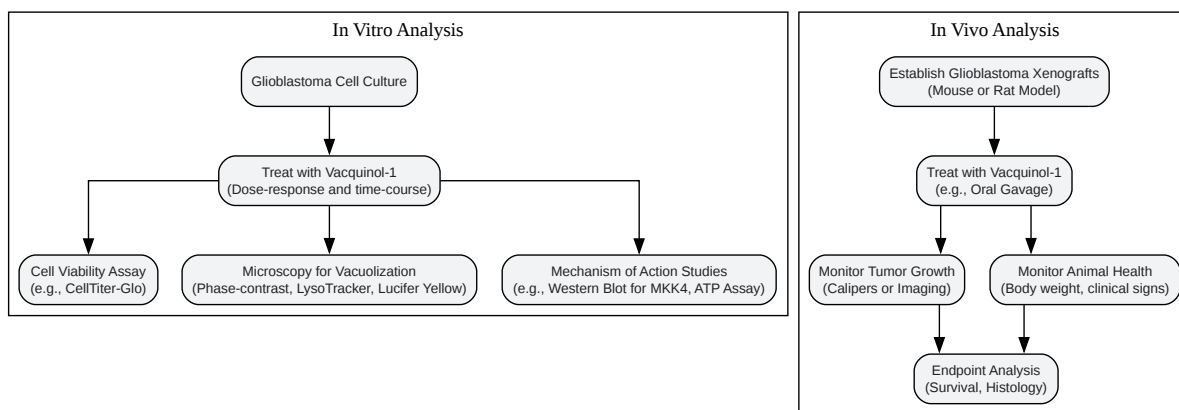 In Vitro Analysis
Glioblastoma Cell Culture
Treat with Vacquinol-1
(Dose-response and time-course)
Cell Viability Assay
(e.g., CellTiter-Glo)
Microscopy for Vacuolization
(Phase-contrast, LysoTracker, Lucifer Yellow)
Mechanism of Action Studies
(e.g., Western Blot for MKK4, ATP Assay)
In Vivo Analysis
Establish Glioblastoma Xenografts
(Mouse or Rat Model)
Treat with Vacquinol-1
(e.g., Oral Gavage)
Monitor Tumor Growth
(Calipers or Imaging)
Monitor Animal Health
(Body weight, clinical signs)
Endpoint Analysis
(Survival, Histology)